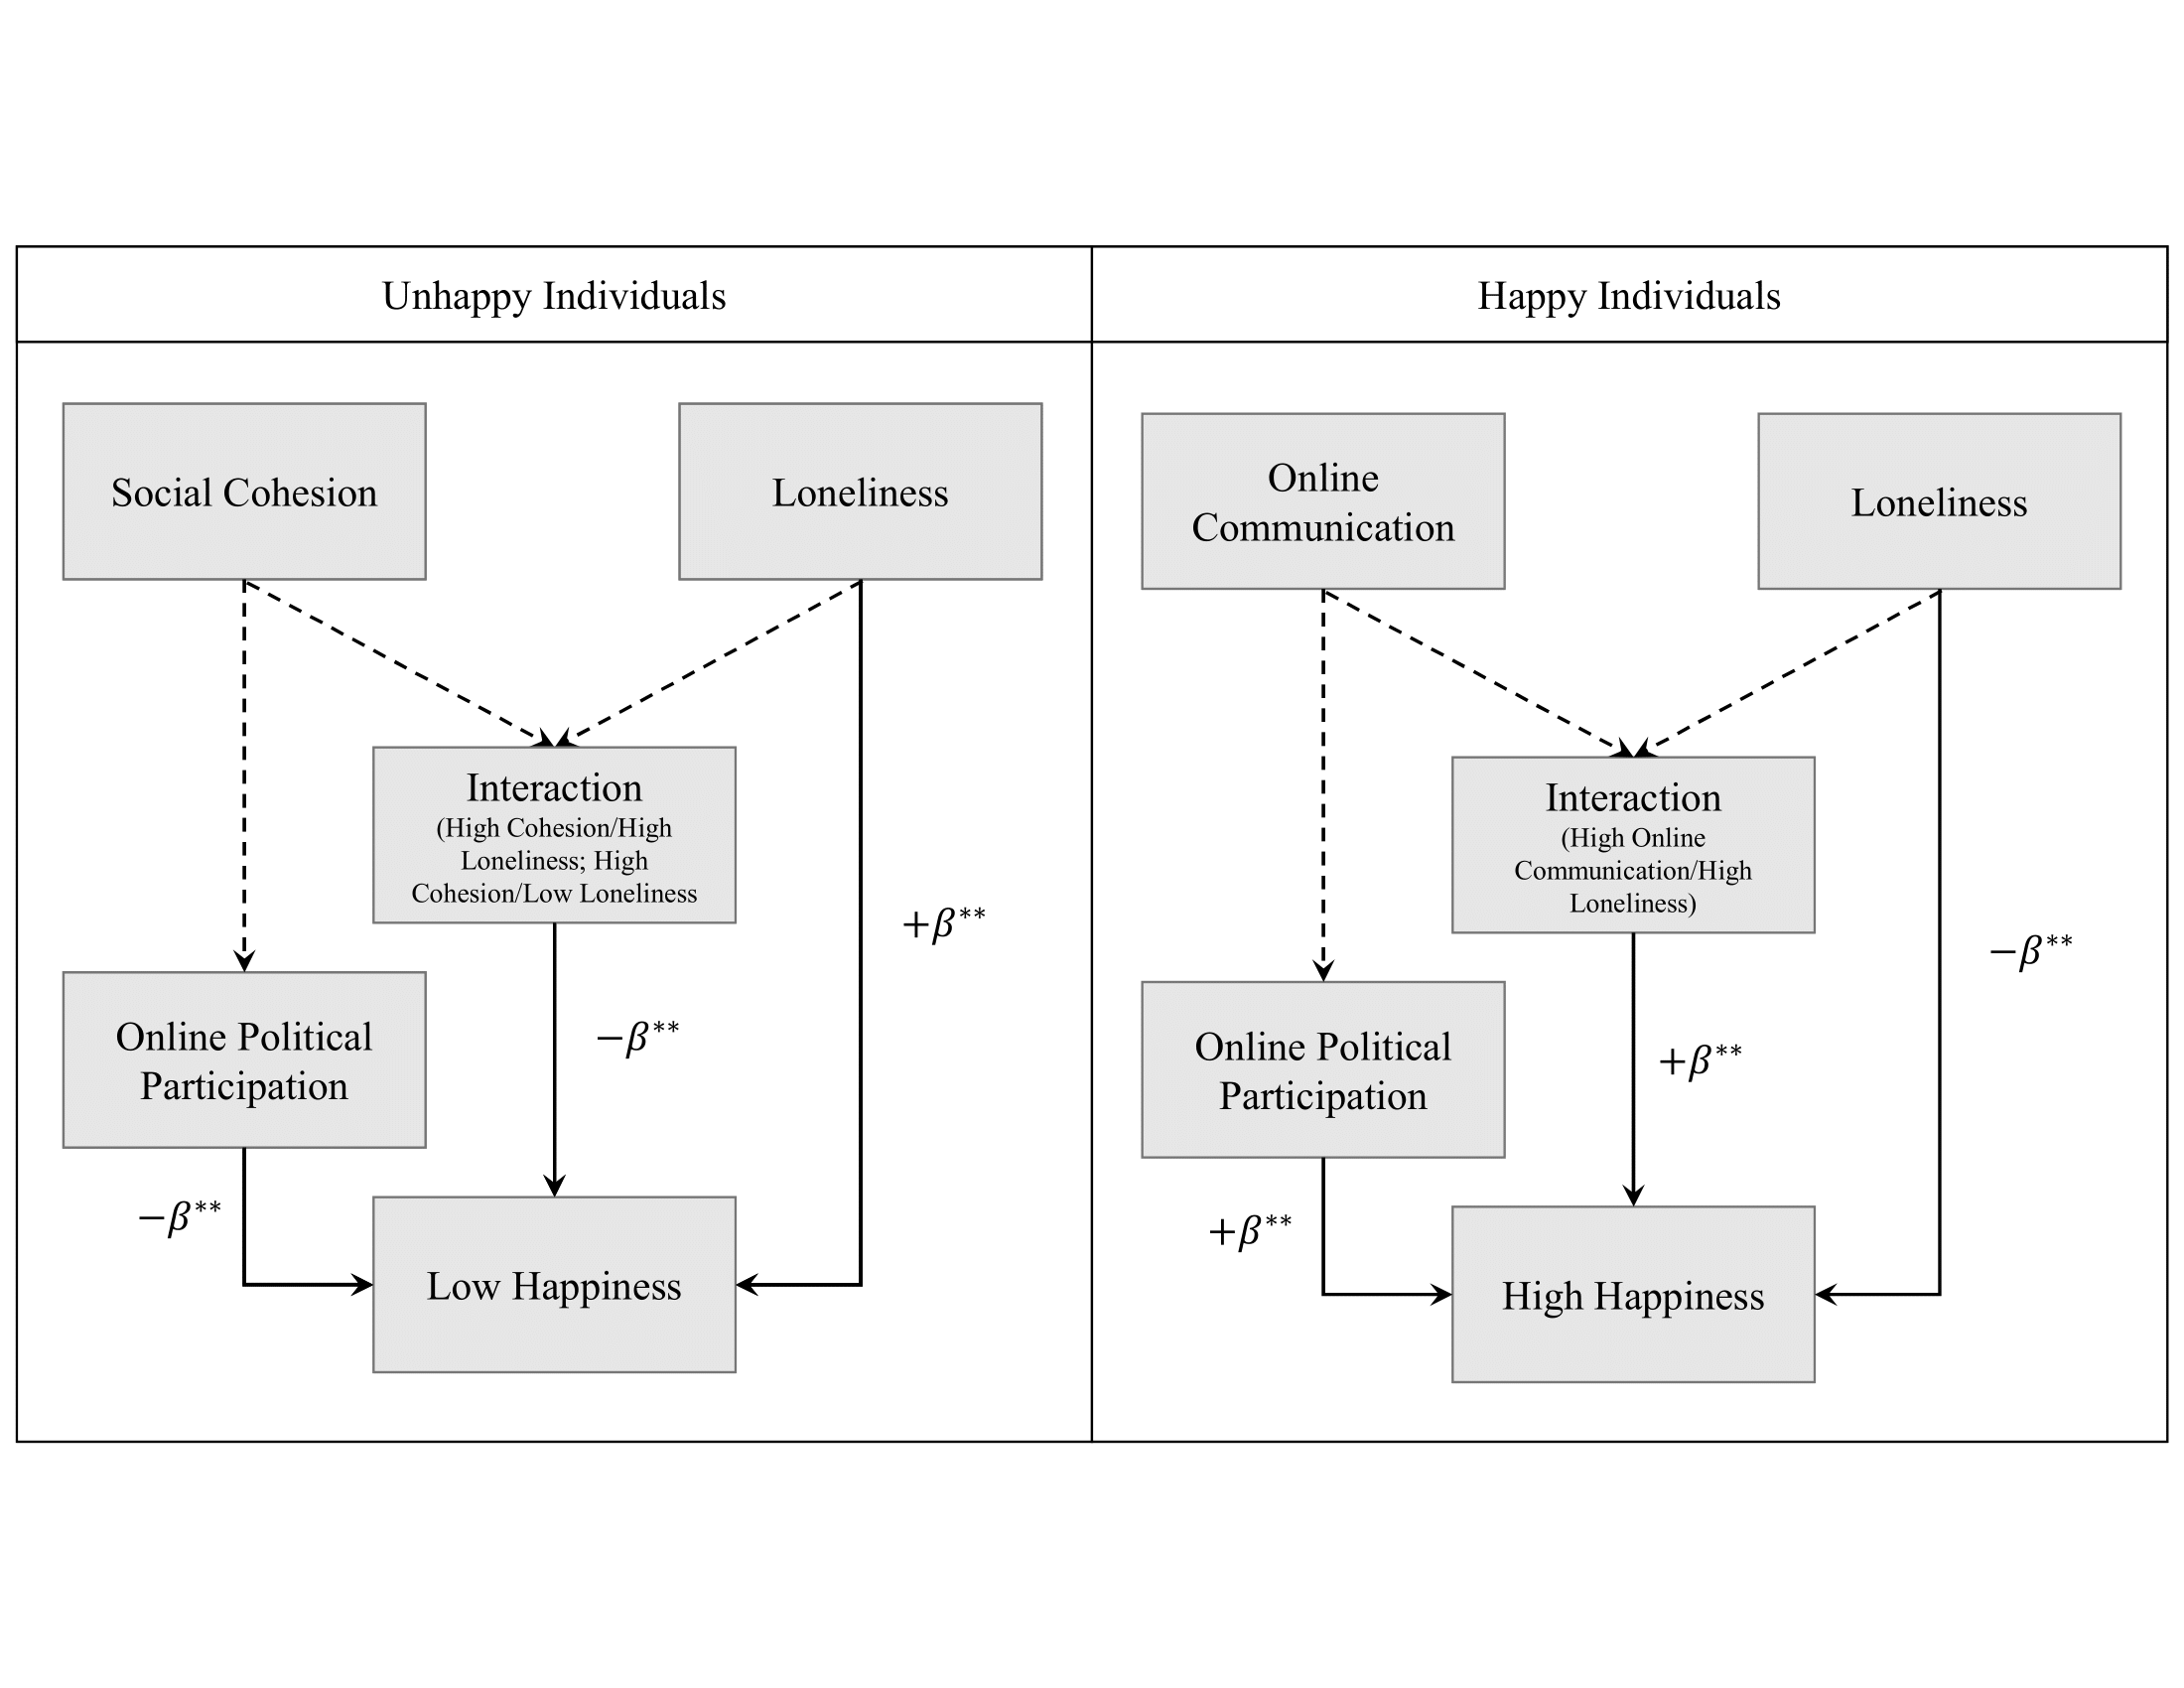 Unhappy Individuals
Social Cohesion
Loneliness
Interaction
(High Cohesion/High
Loneliness; High
Cohesion/Low Loneliness
+β**
Online Political
Participation
−β**
−β**
Low Happiness
Happy Individuals
Online
Communication
Loneliness
Interaction
(High Online
Communication/High
Loneliness)
−β**
Online Political
Participation
+β**
+β**
High Happiness